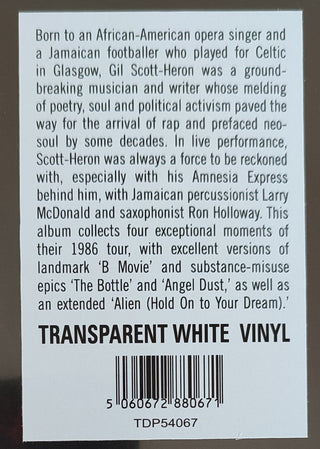 Born to an African-American opera singer and
a Jamaican footballer who played for Celtic
in Glasgow, Gil Scott-Heron was a ground-
breaking musician and writer whose melding
of poetry, soul and political activism paved the
way for the arrival of rap and prefaced neo-
soul by some decades. In live performance,
Scott-Heron was always a force to be reckoned
with, especially with his Amnesia Express
behind him, with Jamaican percussionist Larry
McDonald and saxophonist Ron Holloway. This
album collects four exceptional moments of
their 1986 tour, with excellent versions of
landmark ‘B Movie’ and substance-misuse
epics ‘The Bottle’ and ‘Angel Dust,’ as well as
an extended ‘Alien (Hold On to Your Dream).’
TRANSPARENT WHITE VINYL
5 060672 880671
TDP54067